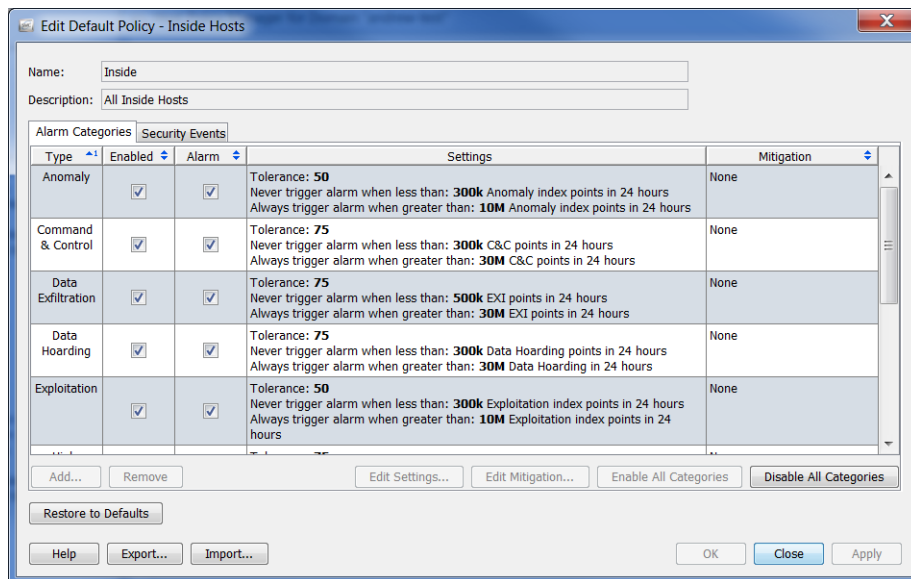 Edit Default Policy - Inside Hosts
X
Name: Inside
Description: All Inside Hosts
Alarm Categories Security Events
Type 1 Enabled Alarm Settings Mitigation
Anomaly
Tolerance: 50
Never trigger alarm when less than: 300k Anomaly index points in 24 hours
Always trigger alarm when greater than: 10M Anomaly index points in 24 hours
None
Command
& Control
Tolerance: 75
Never trigger alarm when less than: 300k C&C points in 24 hours
Always trigger alarm when greater than: 30M C&C points in 24 hours
None
Data
Exfiltration
Tolerance: 75
Never trigger alarm when less than: 500k EXI points in 24 hours
Always trigger alarm when greater than: 30M EXI points in 24 hours
None
Data
Hoarding
Tolerance: 75
Never trigger alarm when less than: 300k Data Hoarding points in 24 hours
Always trigger alarm when greater than: 30M Data Hoarding in 24 hours
None
Exploitation
Tolerance: 50
Never trigger alarm when less than: 300k Exploitation index points in 24 hours
Always trigger alarm when greater than: 10M Exploitation index points in 24
hours
None
Add... Remove Edit Settings... Edit Mitigation... Enable All Categories Disable All Categories
Restore to Defaults
Help Export... Import... OK Close Apply